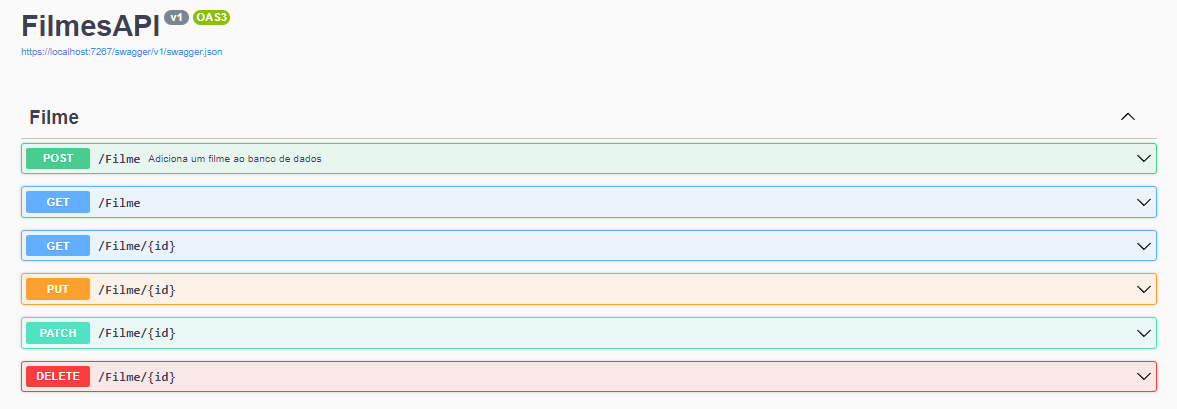 FilmesAPI v1 OAS3
https://localhost:7267/swagger/v1/swagger.json
Filme
POST /Filme Adiciona um filme ao banco de dados
GET /Filme
GET /Filme/{id}
PUT /Filme/{id}
PATCH /Filme/{id}
DELETE /Filme/{id}